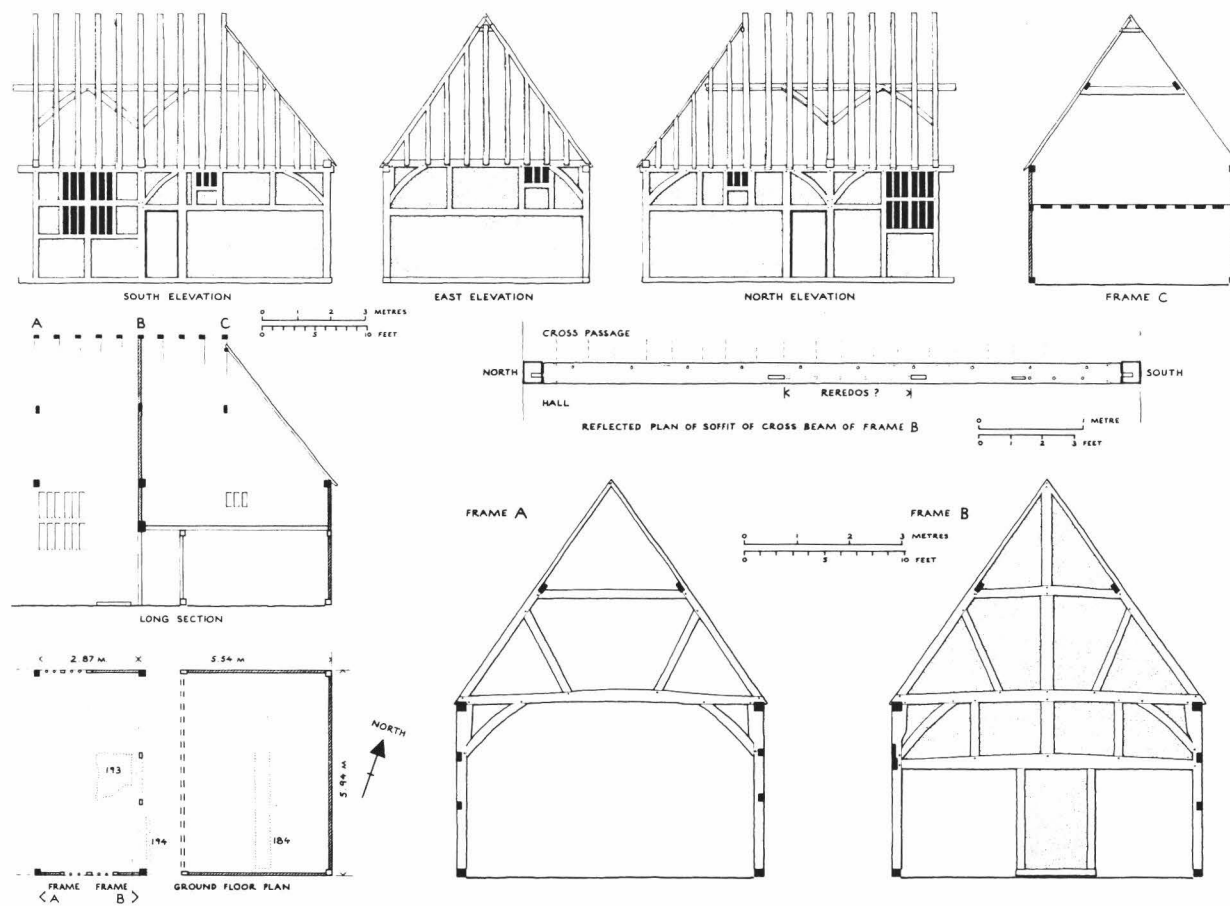 SOUTH ELEVATION
EAST ELEVATION
NORTH ELEVATION
FRAME C
A B C
0 1 2 3 METRES
0 5 10 FEET
CROSS PASSAGE
NORTH
SOUTH
REREDOS ?
HALL
REFLECTED PLAN OF SOFFIT OF CROSS BEAM OF FRAME B
0 1 METRE
0 1 2 3 FEET
LONG SECTION
FRAME A
0 1 2 3 METRES
0 5 10 FEET
FRAME B
2.87 M
5.54 M
NORTH
5.94 M
193
194
184
FRAME A
FRAME B
GROUND FLOOR PLAN